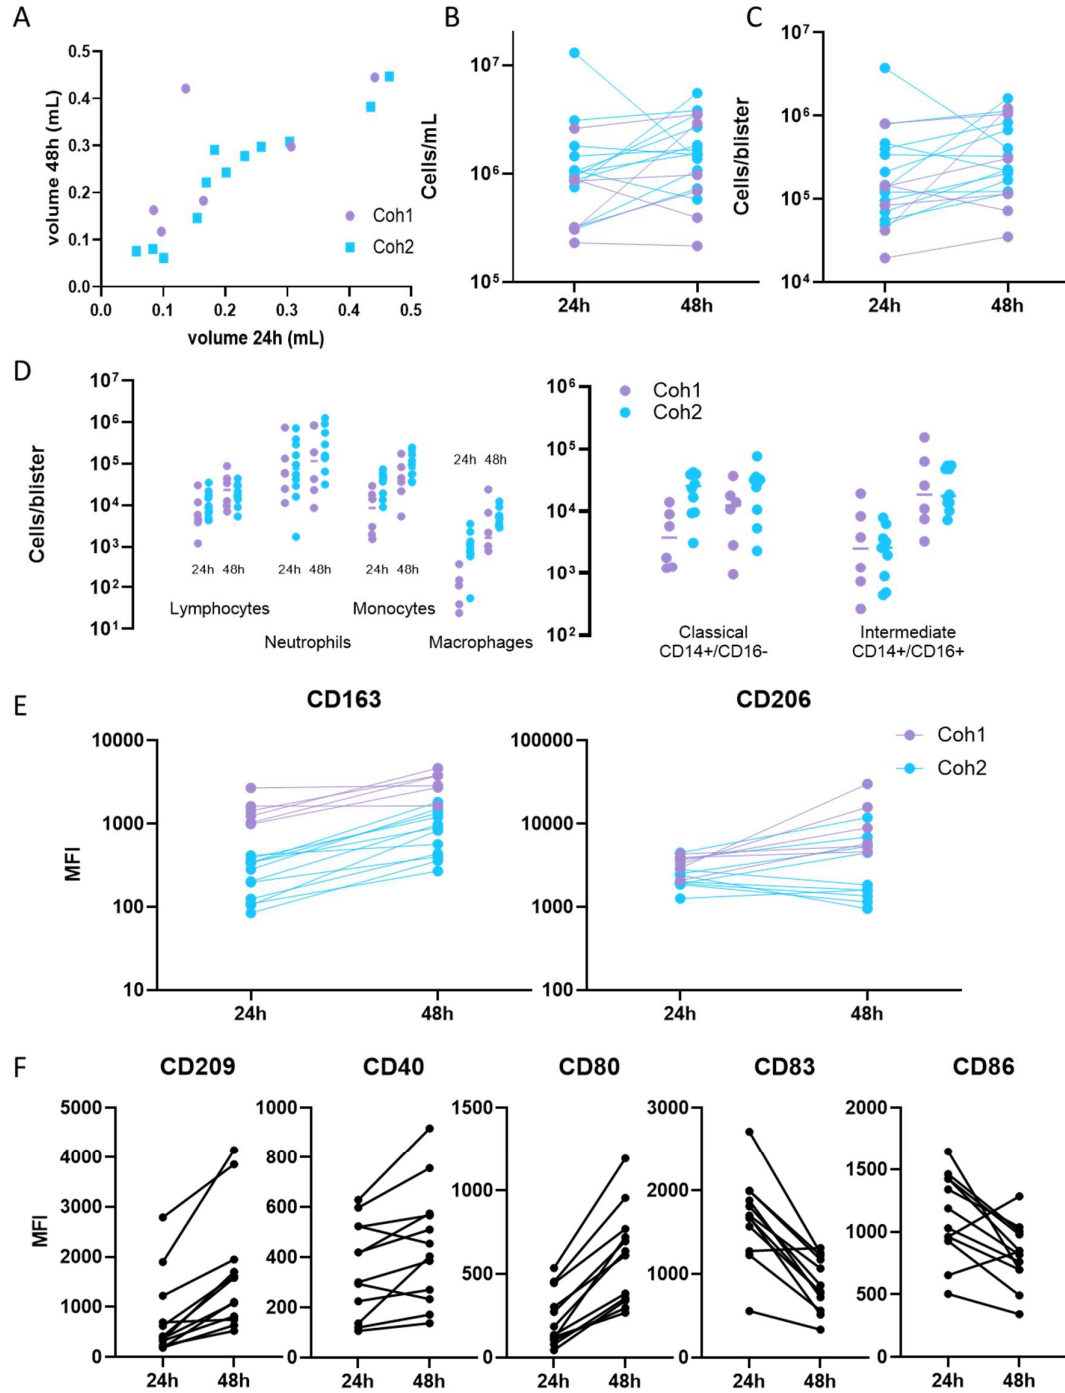 A
0.5
0.4
0.3
0.2
0.1
0.0
volume 48h (mL)
Coh1
Coh2
0.0 0.1 0.2 0.3 0.4 0.5
volume 24h (mL)
B
10⁷
10⁶
10⁵
Cells/mL
24h 48h
C
10⁷
10⁶
10⁵
10⁴
Cells/blister
24h 48h
D
10⁷
10⁶
10⁵
10⁴
10³
10²
10¹
Cells/blister
24h 48h
24h 48h
24h 48h
24h 48h
Lymphocytes
Neutrophils
Monocytes
Macrophages
10⁶
10⁵
10⁴
10³
10²
Coh1
Coh2
Classical
CD14+/CD16-
Intermediate
CD14+/CD16+
E
CD163
10000
1000
100
10
MFI
24h 48h
CD206
100000
10000
1000
100
24h 48h
Coh1
Coh2
F
CD209
5000
4000
3000
2000
1000
0
MFI
24h 48h
CD40
1000
800
600
400
200
0
24h 48h
CD80
1500
1000
500
0
24h 48h
CD83
3000
2000
1000
0
24h 48h
CD86
2000
1500
1000
500
0
24h 48h